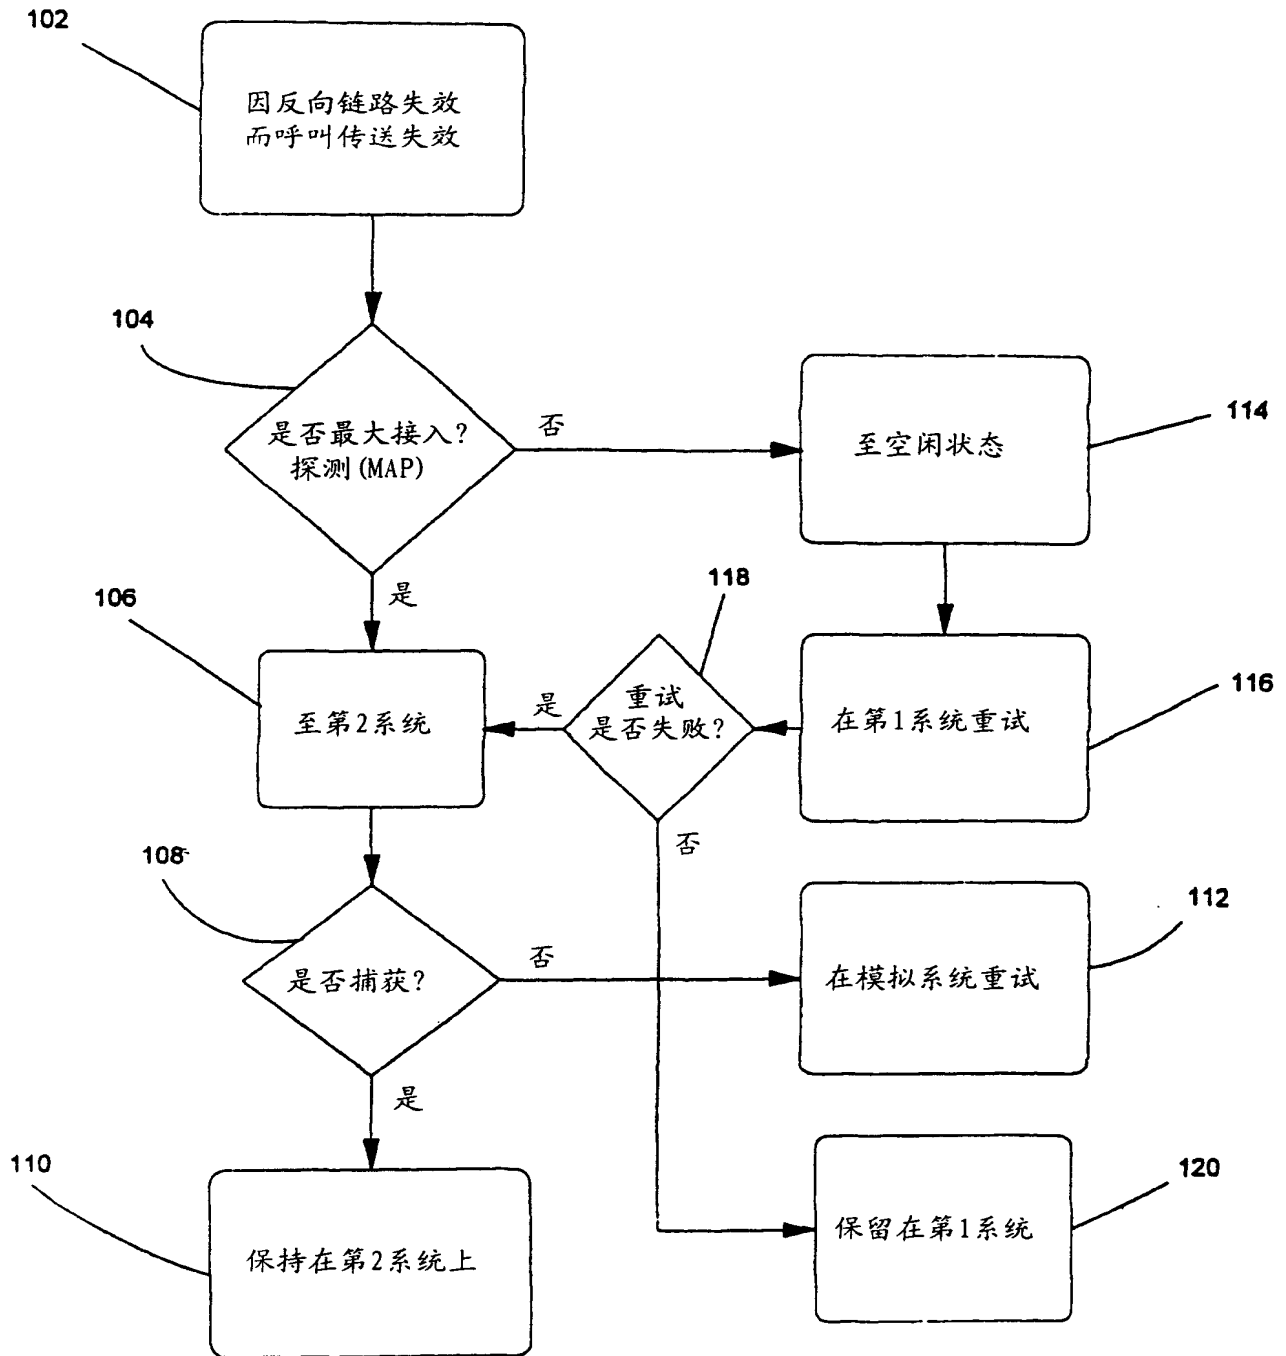 102
因反向链路失效
而呼叫传送失效
104
是否最大接入?
探测(MAP)
否
至空闲状态
114
是
106
至第2系统
是
118
重试
是否失败?
在第1系统重试
116
否
108
是否捕获?
否
在模拟系统重试
112
是
110
保持在第2系统上
保留在第1系统
120